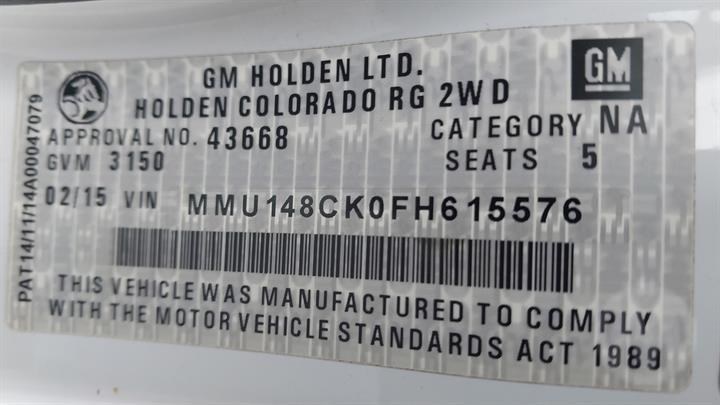 GM HOLDEN LTD.
GM
HOLDEN COLORADO RG 2WD
APPROVAL NO. 43668
CATEGORY NA
GVM 3150
SEATS 5
02/15 VIN MMU148CK0FH615576
THIS VEHICLE WAS MANUFACTURED TO COMPLY
WITH THE MOTOR VEHICLE STANDARDS ACT 1989
PAT14/11/14A00047079